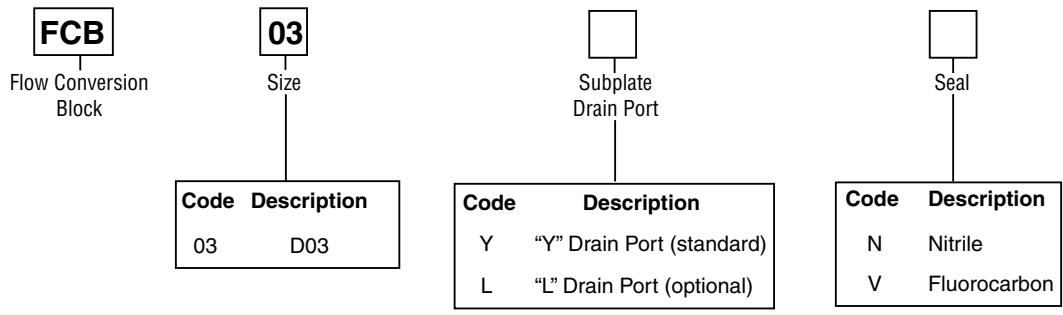 FCB
Flow Conversion
Block
03
Size
Subplate
Drain Port
Seal
Code Description
03 D03
Code Description
Y “Y” Drain Port (standard)
L “L” Drain Port (optional)
Code Description
N Nitrile
V Fluorocarbon